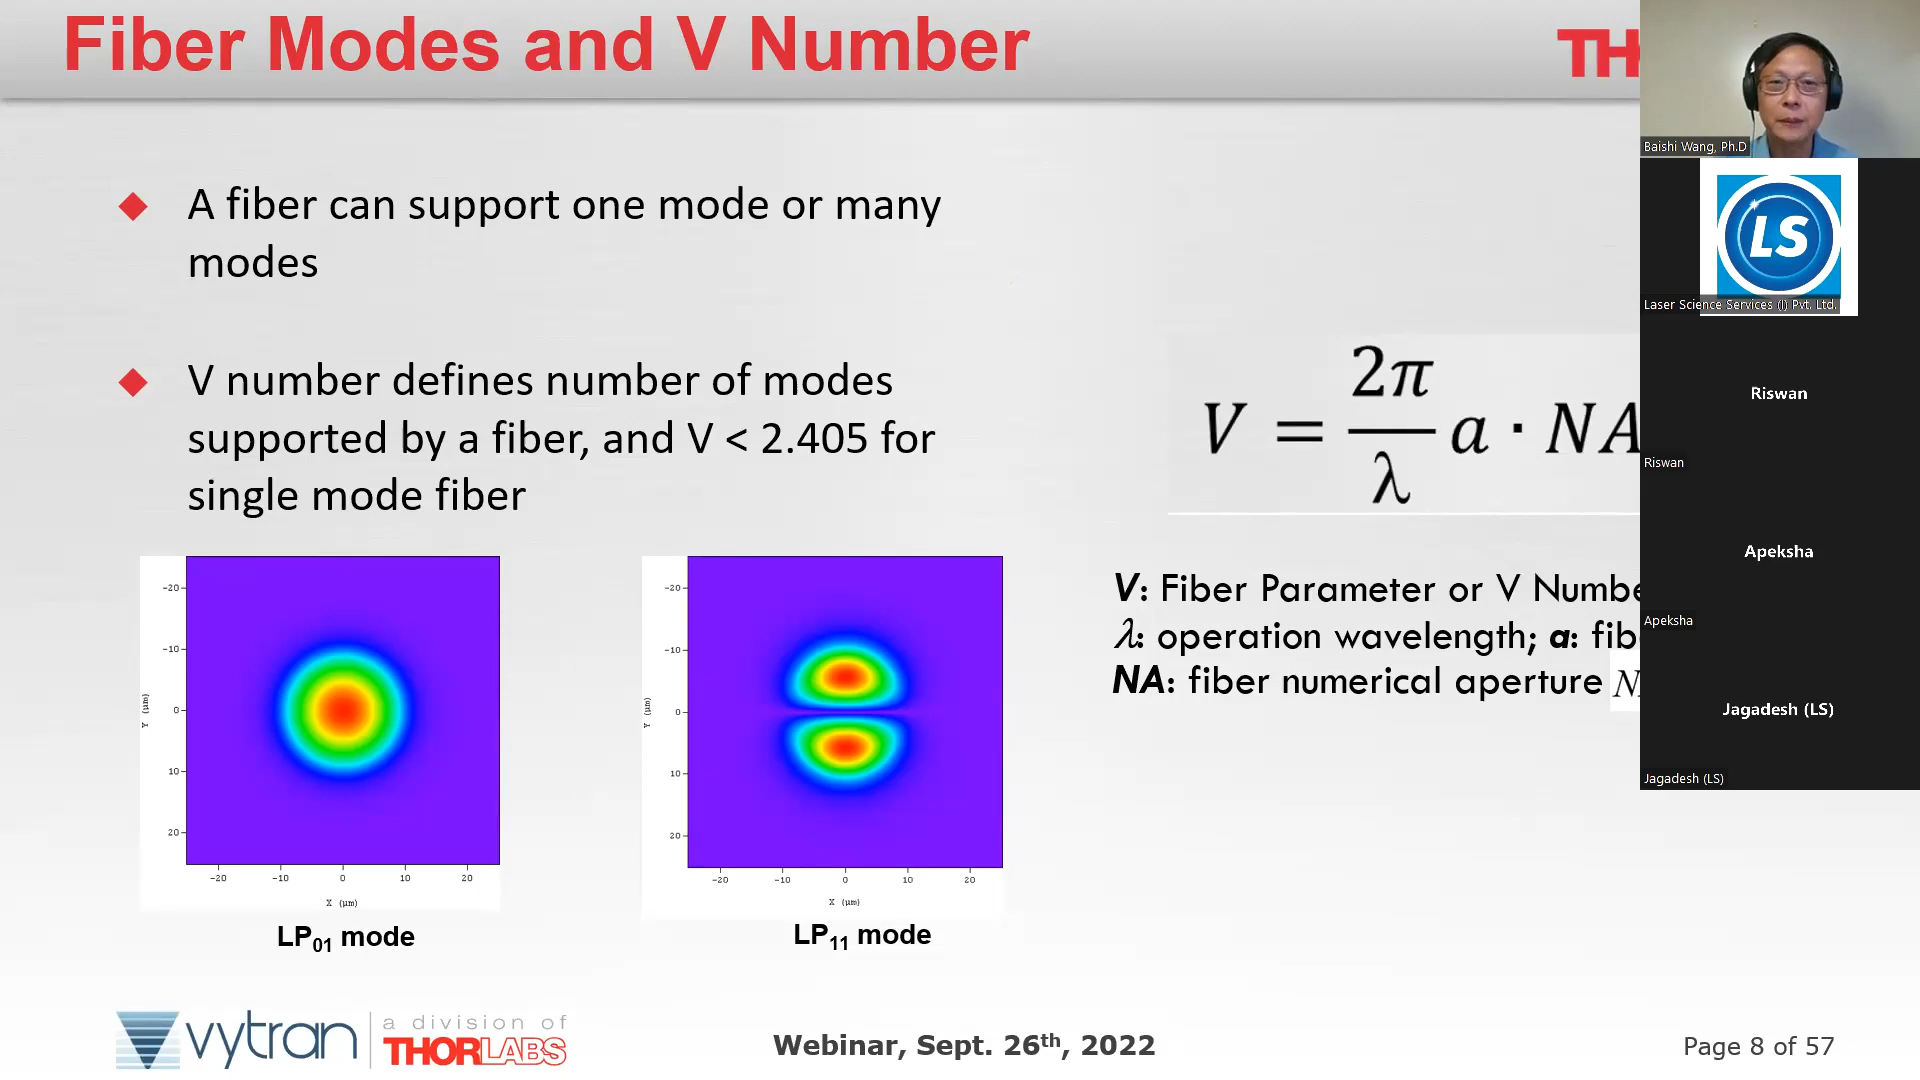 Fiber Modes and V Number
TH
A fiber can support one mode or many
modes
V number defines number of modes
supported by a fiber, and V < 2.405 for
single mode fiber
V = 2π/λ a · NA
V: Fiber Parameter or V Numbe
λ: operation wavelength; a: fib
NA: fiber numerical aperture N
-20
-10
0
10
20
Y (µm)
-20 -10 0 10 20
X (µm)
LP01 mode
-20
-10
0
10
20
Y (µm)
-20 -10 0 10 20
X (µm)
LP11 mode
vytran
a division of
THORLABS
Webinar, Sept. 26th, 2022
Page 8 of 57
Baishi Wang, Ph.D
LS
Laser Science Services (I) Pvt. Ltd.
Riswan
Riswan
Apeksha
Apeksha
Jagadesh (LS)
Jagadesh (LS)